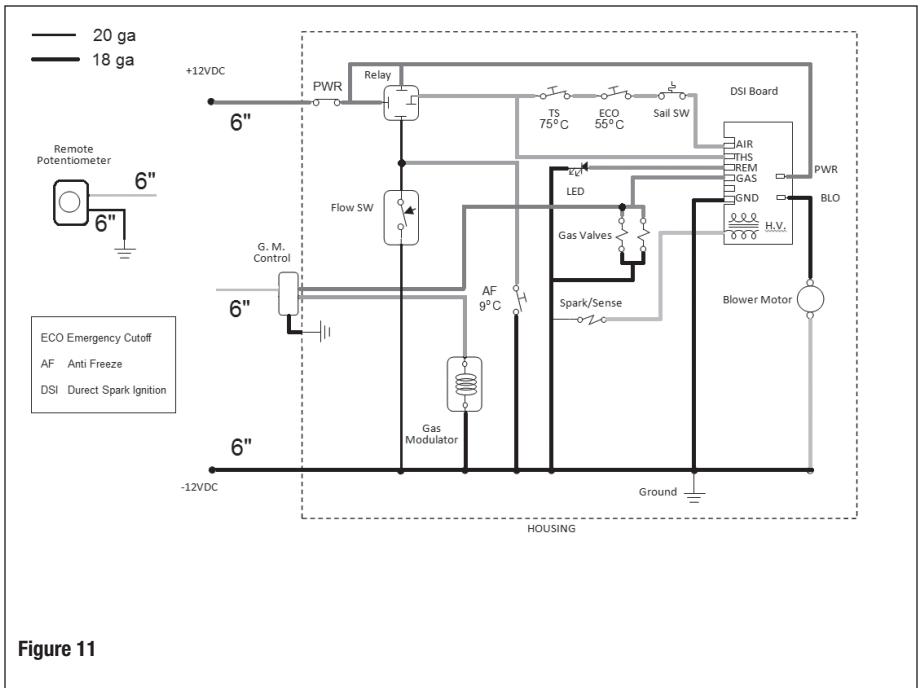 20 ga
18 ga
+12VDC
PWR
6"
Relay
TS
75°C
ECO
55°C
Sail SW
DSI Board
AIR
THS
REM
GAS
GND
H.V.
PWR
BLO
Remote
Potentiometer
6"
6"
Flow SW
LED
Gas Valves
G. M.
Control
6"
AF
9°C
Spark/Sense
Blower Motor
ECO Emergency Cutoff
AF Anti Freeze
DSI Durect Spark Ignition
Gas
Modulator
6"
-12VDC
Ground
HOUSING
Figure 11